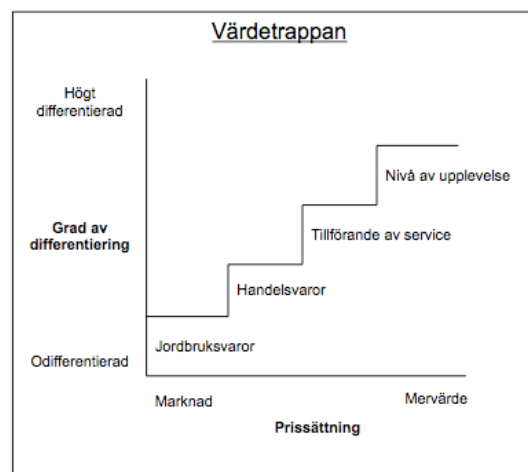 Värdetrappan
Högt
differentierad
Nivå av upplevelse
Grad av
differentiering
Tillförande av service
Handelsvaror
Jordbruksvaror
Odifferentierad
Marknad
Mervärde
Prissättning